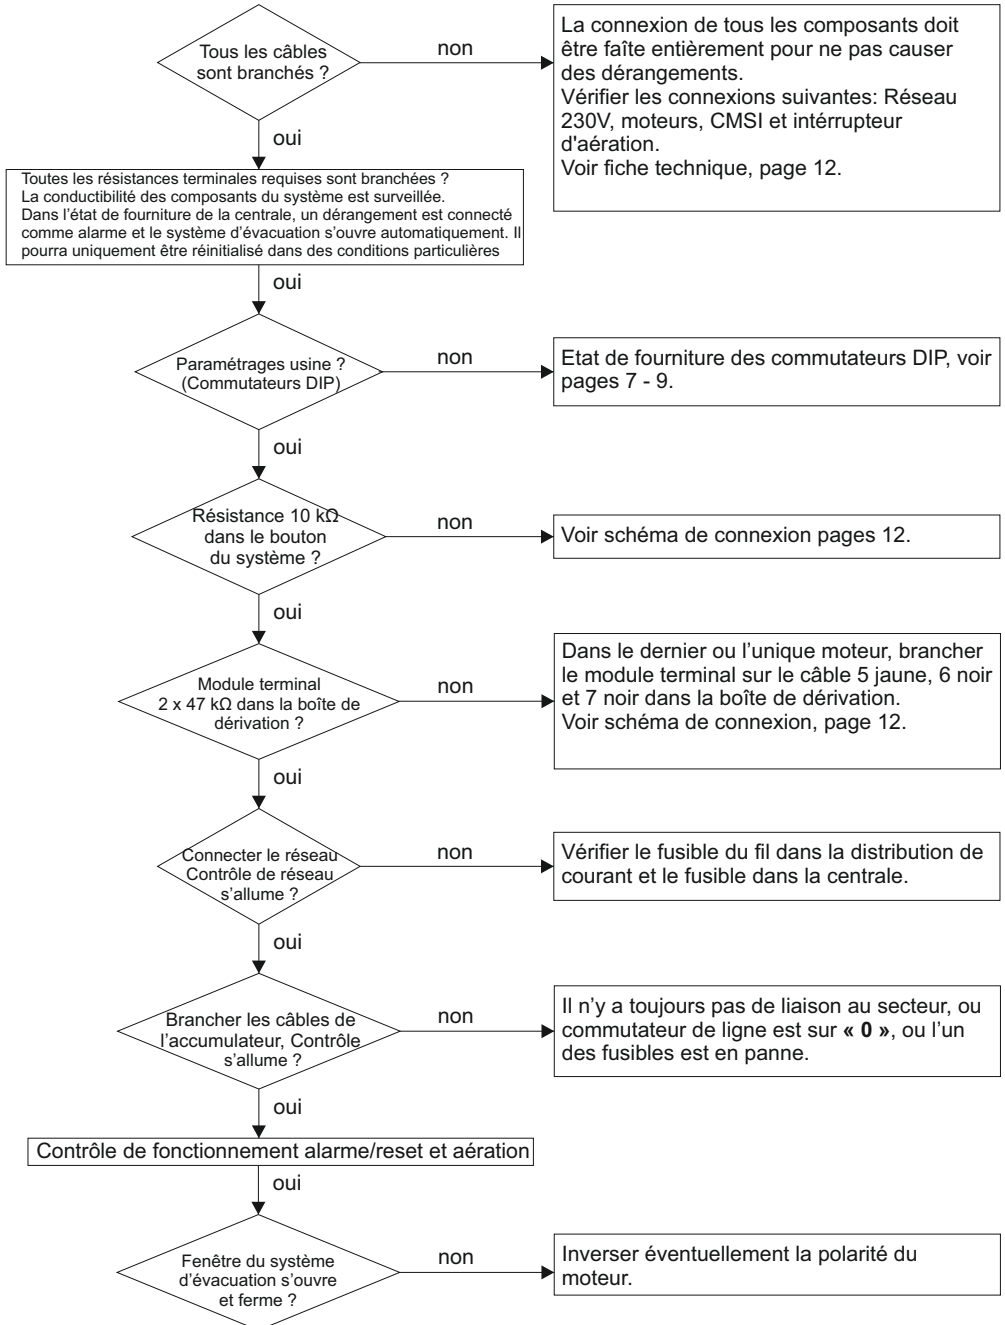 Tous les câbles
sont branchés ?
non
La connexion de tous les composants doit
être faîte entièrement pour ne pas causer
des dérangements.
Vérifier les connexions suivantes: Réseau
230V, moteurs, CMSI et intérrupteur
d'aération.
Voir fiche technique, page 12.
oui
Toutes les résistances terminales requises sont branchées ?
La conductibilité des composants du système est surveillée.
Dans l’état de fourniture de la centrale, un dérangement est connecté
comme alarme et le système d’évacuation s’ouvre automatiquement. Il
pourra uniquement être réinitialisé dans des conditions particulières
oui
Paramétrages usine ?
(Commutateurs DIP)
non
Etat de fourniture des commutateurs DIP, voir
pages 7 - 9.
oui
Résistance 10 kΩ
dans le bouton
du système ?
non
Voir schéma de connexion pages 12.
oui
Module terminal
2 x 47 kΩ dans la boîte de
dérivation ?
non
Dans le dernier ou l’unique moteur, brancher
le module terminal sur le câble 5 jaune, 6 noir
et 7 noir dans la boîte de dérivation.
Voir schéma de connexion, page 12.
oui
Connecter le réseau
Contrôle de réseau
s’allume ?
non
Vérifier le fusible du fil dans la distribution de
courant et le fusible dans la centrale.
oui
Brancher les câbles de
l’accumulateur, Contrôle
s’allume ?
non
Il n’y a toujours pas de liaison au secteur, ou
commutateur de ligne est sur « 0 », ou l’un
des fusibles est en panne.
oui
Contrôle de fonctionnement alarme/reset et aération
oui
Fenêtre du système
d’évacuation s’ouvre
et ferme ?
non
Inverser éventuellement la polarité du
moteur.